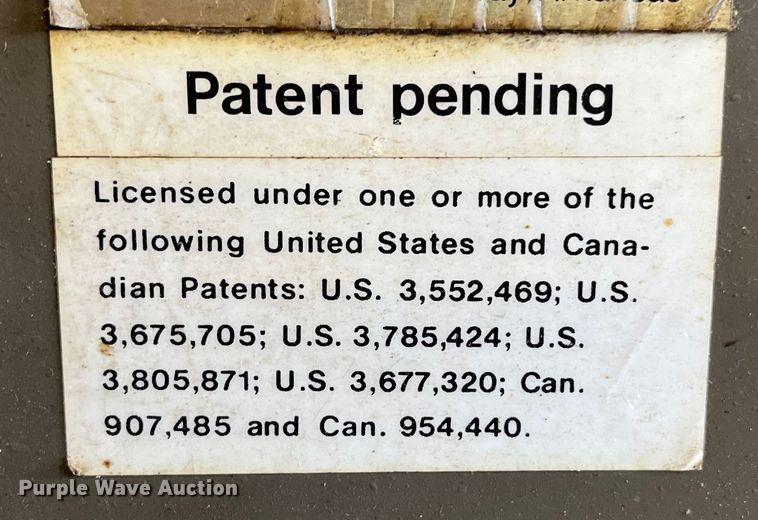 Patent pending
Licensed under one or more of the
following United States and Cana-
dian Patents: U.S. 3,552,469; U.S.
3,675,705; U.S. 3,785,424; U.S.
3,805,871; U.S. 3,677,320; Can.
907,485 and Can. 954,440.
Purple Wave Auction